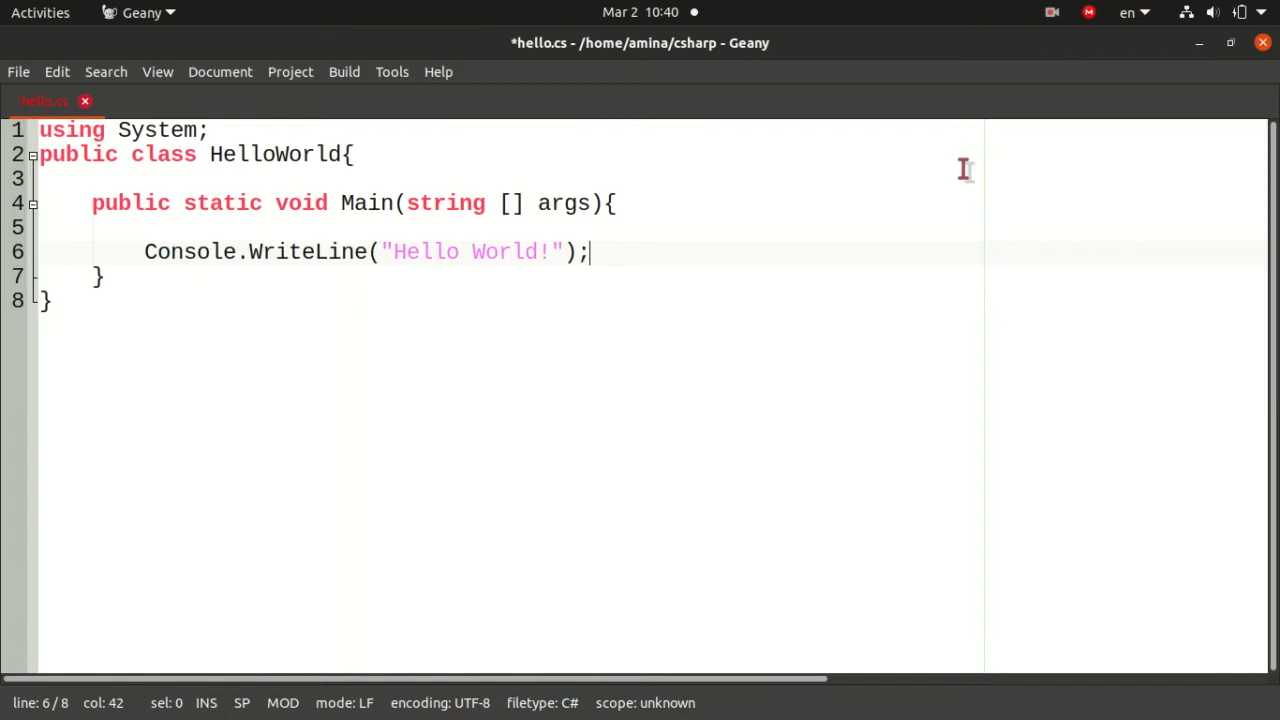 Activities Geany Mar 2 10:40 M en
*hello.cs - /home/amina/csharp - Geany
File Edit Search View Document Project Build Tools Help
hello.cs
1 using System;
2 public class HelloWorld{
3
4 public static void Main(string [] args){
5
6 Console.WriteLine("Hello World!");
7 }
8 }
line: 6 / 8 col: 42 sel: 0 INS SP MOD mode: LF encoding: UTF-8 filetype: C# scope: unknown